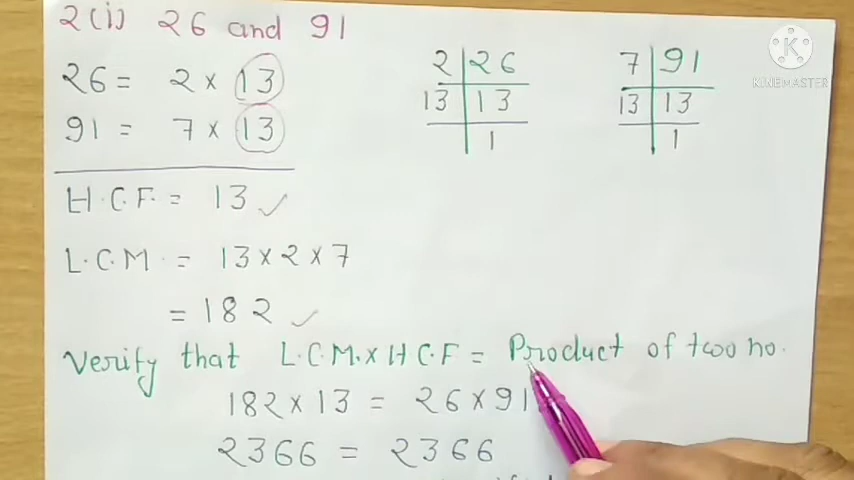 2(i) 26 and 91
26 = 2 × 13
91 = 7 × 13
2 | 26
13 | 13
1
7 | 91
13 | 13
1
H.C.F. = 13 ✓
L.C.M = 13×2×7
= 182 ✓
Verify that L.C.M.×H.C.F = Product of two no.
182×13 = 26×91
2366 = 2366
KINEMASTER